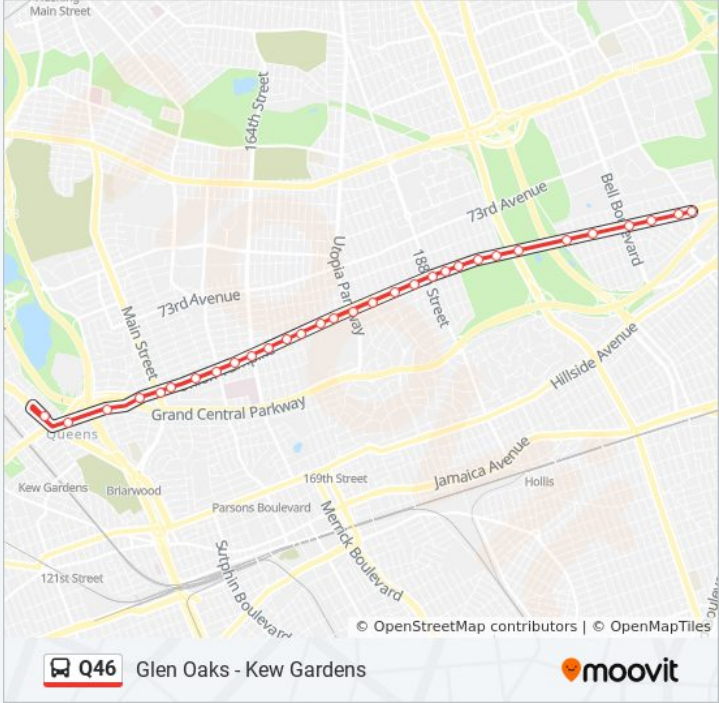 Main Street
164th Street
73rd Avenue
Bell Boulevard
Utopia Parkway
188th Street
73rd Avenue
Main Street
Hillside Avenue
Grand Central Parkway
Queens
169th Street
Jamaica Avenue
Kew Gardens
Briarwood
Hollis
Parsons Boulevard
Merrick Boulevard
121st Street
Sutphin Boulevard
© OpenStreetMap contributors | © OpenMapTiles
Q46
Glen Oaks - Kew Gardens
moovit